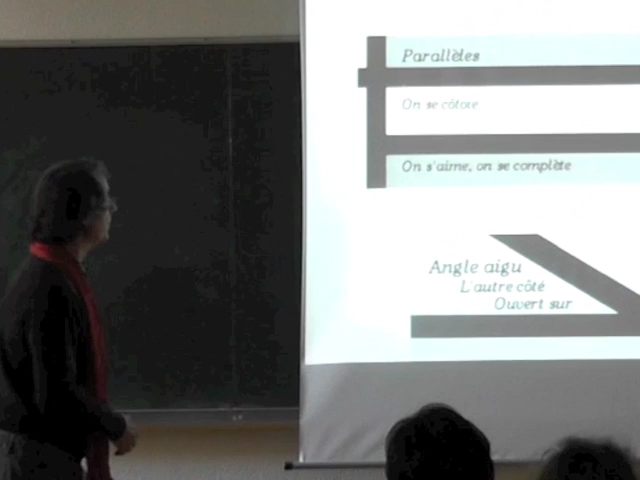 Parallèles
On se côtoie
On s'aime, on se complète
Angle aigu
L'autre côté
Ouvert sur